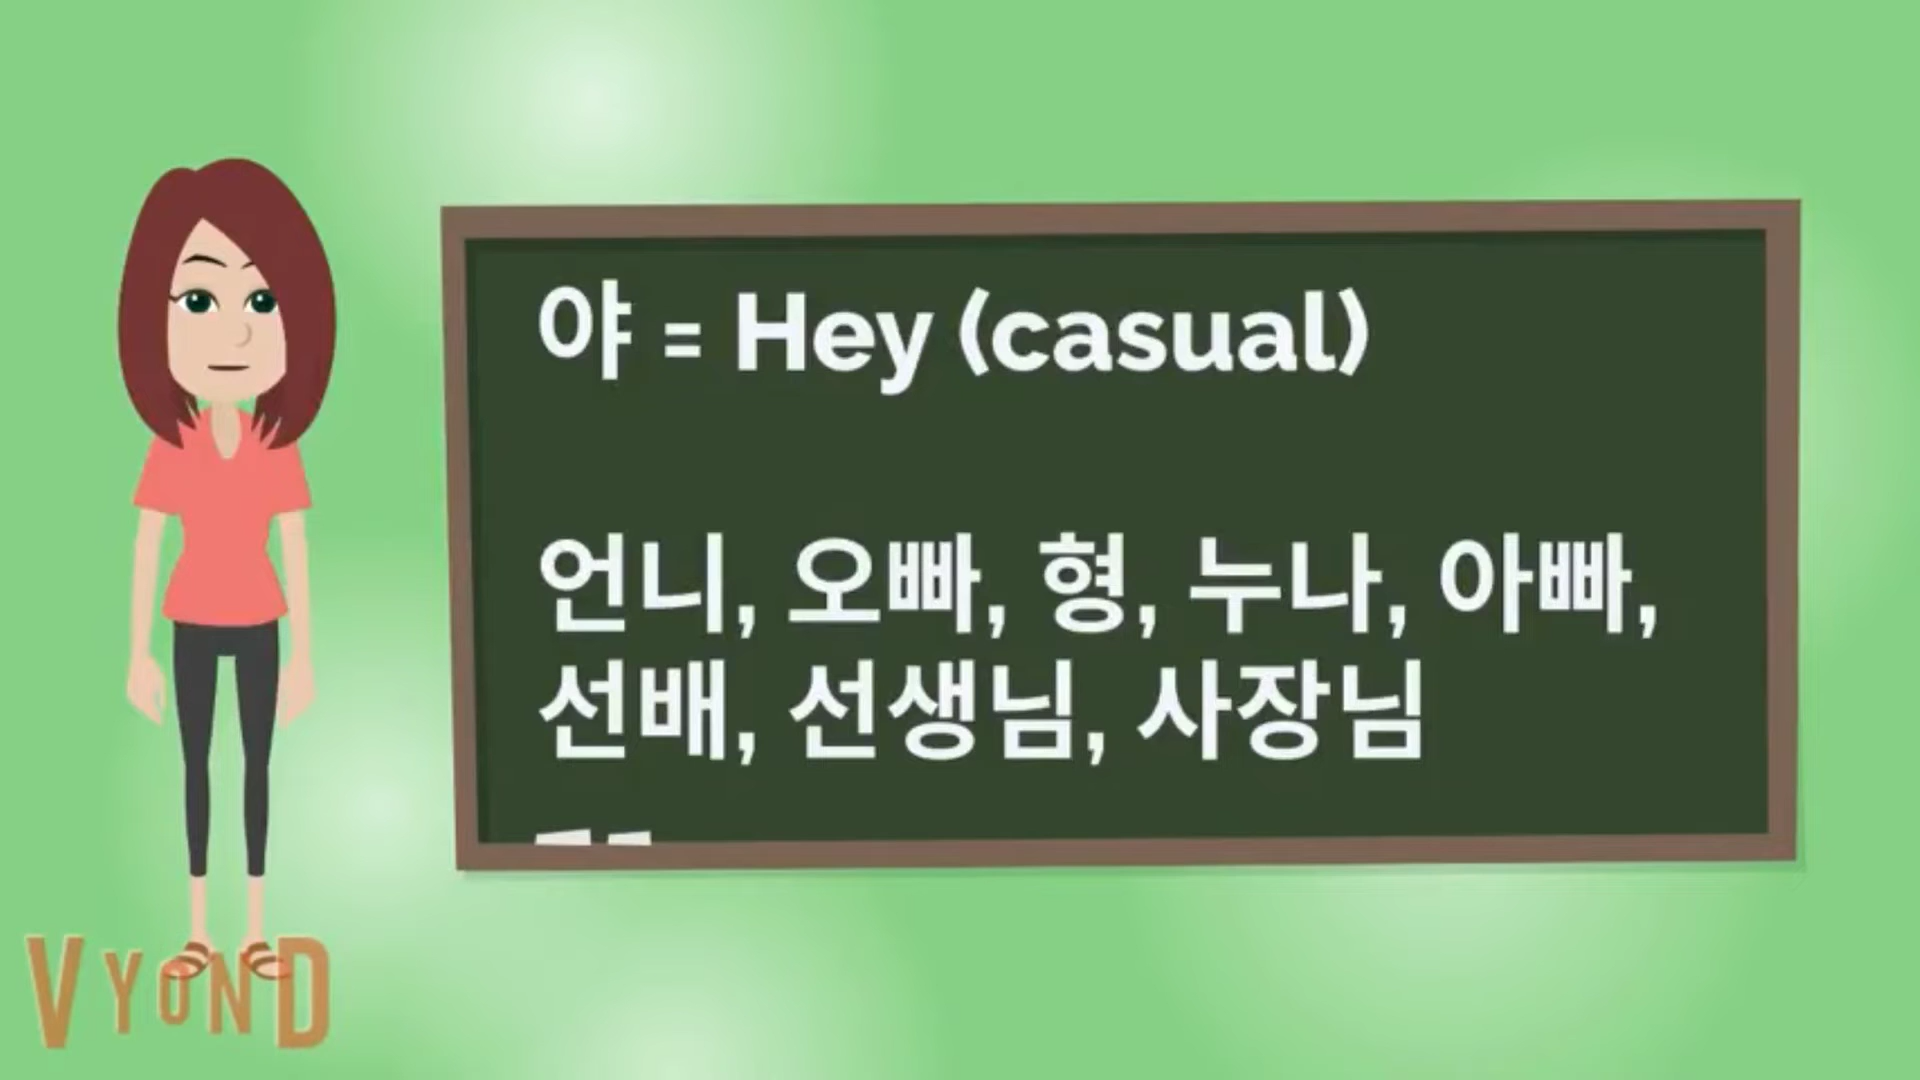 야 = Hey (casual)
언니, 오빠, 형, 누나, 아빠,
선배, 선생님, 사장님
VYOND